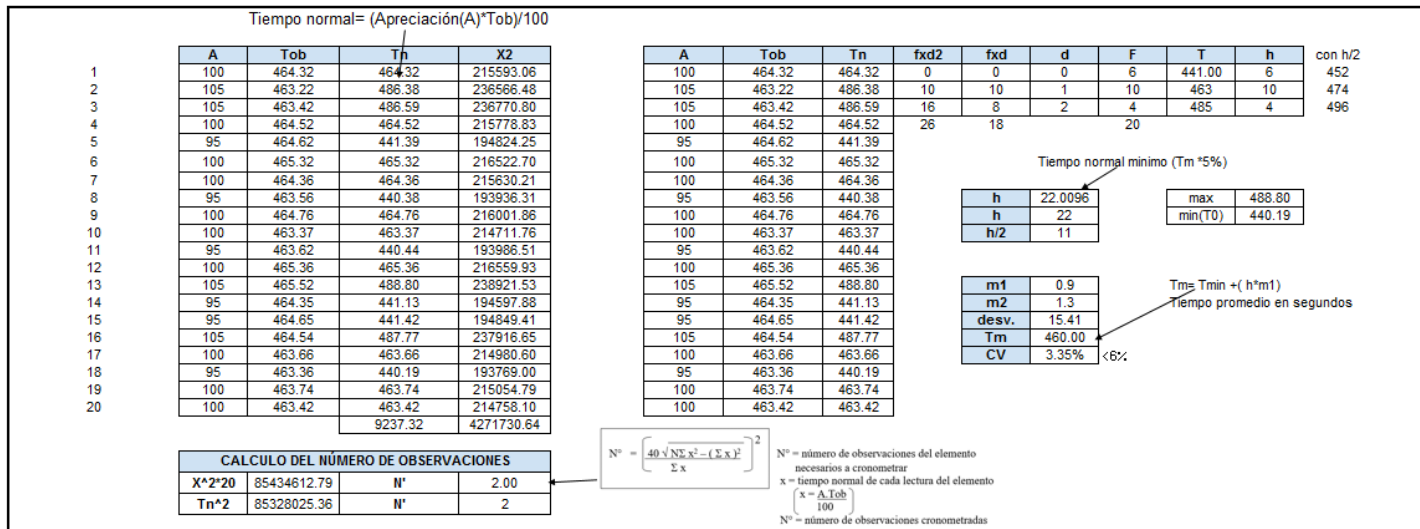 Tiempo normal= (Apreciación(A)*Tob)/100
A Tob Tn X2 A Tob Tn fxd2 fxd d F T h con h/2
1 100 464.32 464.32 215593.06 100 464.32 464.32 0 0 0 6 441.00 6 452
2 105 463.22 486.38 236566.48 105 463.22 486.38 10 10 1 10 463 10 474
3 105 463.42 486.59 236770.80 105 463.42 486.59 16 8 2 4 485 4 496
4 100 464.52 464.52 215778.83 100 464.52 464.52 26 18 20
5 95 464.62 441.39 194824.25 95 464.62 441.39
6 100 465.32 465.32 216522.70 100 465.32 465.32 Tiempo normal minimo (Tm *5%)
7 100 464.36 464.36 215630.21 100 464.36 464.36
8 95 463.56 440.38 193936.31 95 463.56 440.38 h 22.0096 max 488.80
9 100 464.76 464.76 216001.86 100 464.76 464.76 h 22 min(T0) 440.19
10 100 463.37 463.37 214711.76 100 463.37 463.37 h/2 11
11 95 463.62 440.44 193986.51 95 463.62 440.44
12 100 465.36 465.36 216559.93 100 465.36 465.36
13 105 465.52 488.80 238921.53 105 465.52 488.80 m1 0.9 Tm= Tmin +( h*m1)
14 95 464.35 441.13 194597.88 95 464.35 441.13 m2 1.3 Tiempo promedio en segundos
15 95 464.65 441.42 194849.41 95 464.65 441.42 desv. 15.41
16 105 464.54 487.77 237916.65 105 464.54 487.77 Tm 460.00
17 100 463.66 463.66 214980.60 100 463.66 463.66 CV 3.35% <6%
18 95 463.36 440.19 193769.00 95 463.36 440.19
19 100 463.74 463.74 215054.79 100 463.74 463.74
20 100 463.42 463.42 214758.10 100 463.42 463.42
9237.32 4271730.64
CALCULO DEL NÚMERO DE OBSERVACIONES
X^2*20 85434612.79 N' 2.00
Tn^2 85328025.36 N' 2
N° = [40 √NΣ x² – (Σ x )² / Σ x]²
N° = número de observaciones del elemento
necesarios a cronometrar
x = tiempo normal de cada lectura del elemento
(x = A.Tob / 100)
N° = número de observaciones cronometradas